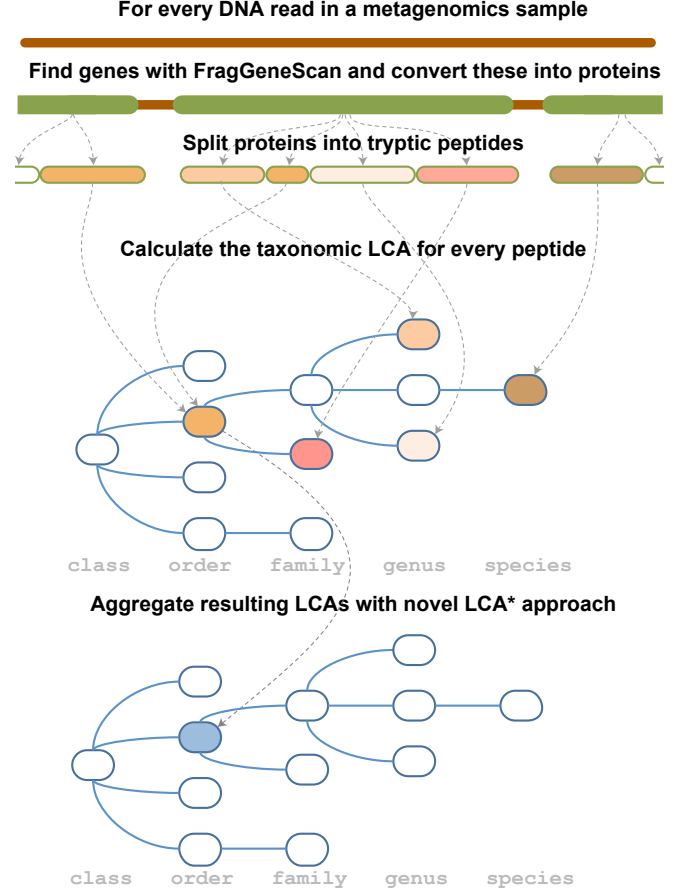 For every DNA read in a metagenomics sample
Find genes with FragGeneScan and convert these into proteins
Split proteins into tryptic peptides
Calculate the taxonomic LCA for every peptide
class order family genus species
Aggregate resulting LCAs with novel LCA* approach
class order family genus species